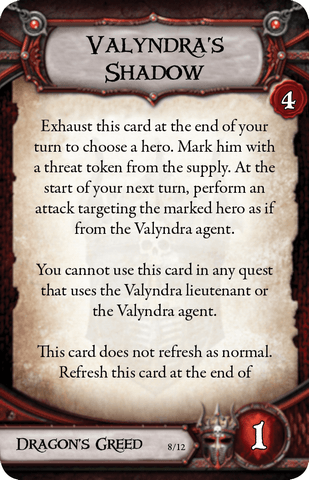 Valyndra's
Shadow
4
Exhaust this card at the end of your
turn to choose a hero. Mark him with
a threat token from the supply. At the
start of your next turn, perform an
attack targeting the marked hero as if
from the Valyndra agent.
You cannot use this card in any quest
that uses the Valyndra lieutenant or
the Valyndra agent.
This card does not refresh as normal.
Refresh this card at the end of
Dragon's Greed 8/12
1